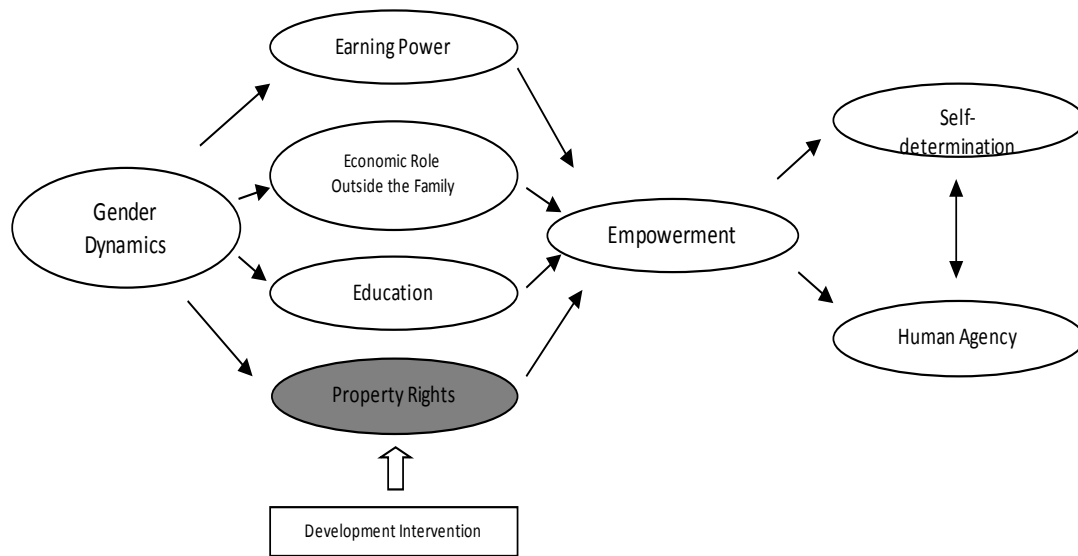 Earning Power
Economic Role
Outside the Family
Gender
Dynamics
Education
Property Rights
Development Intervention
Empowerment
Self-
determination
Human Agency